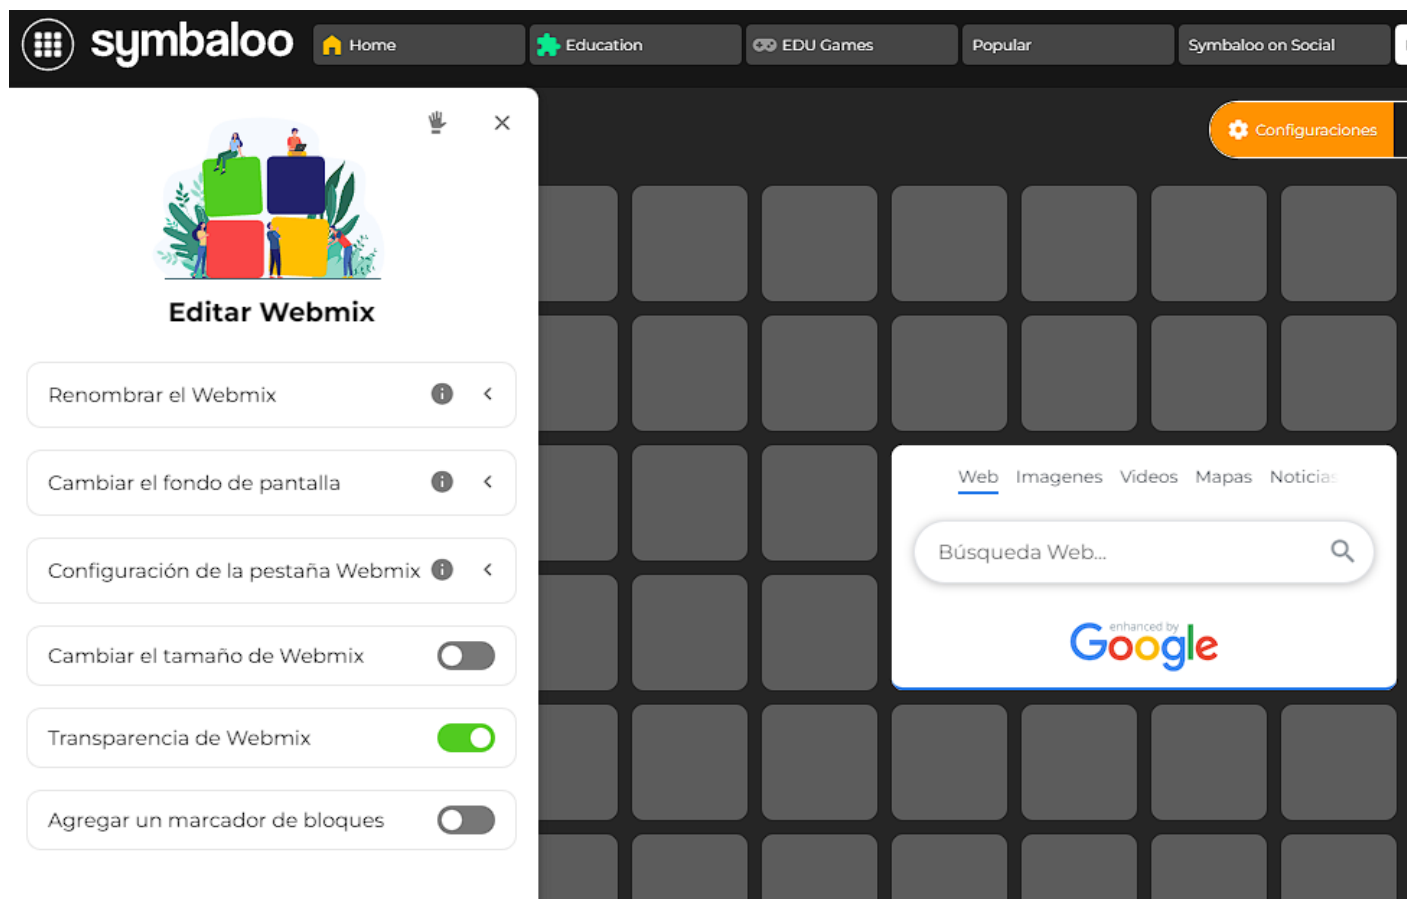 symbaloo
Home
Education
EDU Games
Popular
Symbaloo on Social
Configuraciones
Editar Webmix
Renombrar el Webmix
Cambiar el fondo de pantalla
Configuración de la pestaña Webmix
Cambiar el tamaño de Webmix
Transparencia de Webmix
Agregar un marcador de bloques
Web Imagenes Videos Mapas Noticias
Búsqueda Web...
enhanced by
Google